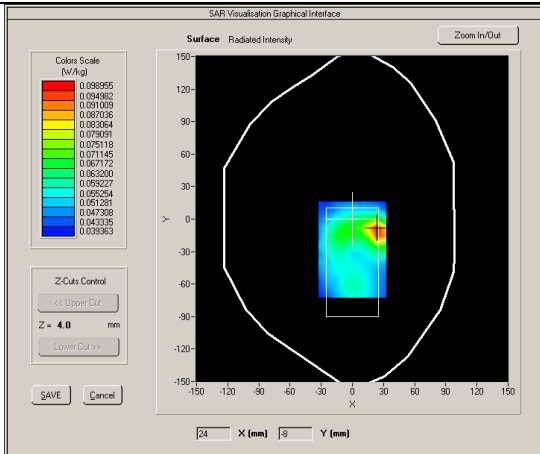 SAR Visualisation Graphical Interface
Surface Radiated Intensity
Zoom In/Out
Colors Scale
(W/kg)
0.098955
0.094982
0.091009
0.087036
0.083064
0.079091
0.075118
0.071145
0.067172
0.063200
0.059227
0.055254
0.051281
0.047308
0.043335
0.039363
Z-Cuts Control
<< Upper Cut
Z = 4.0 mm
Lower Cut >>
SAVE Cancel
150
120
90
60
30
0
-30
-60
-90
-120
-150
Y
-150 -120 -90 -60 -30 0 30 60 90 120 150
X
24 X (mm) -8 Y (mm)